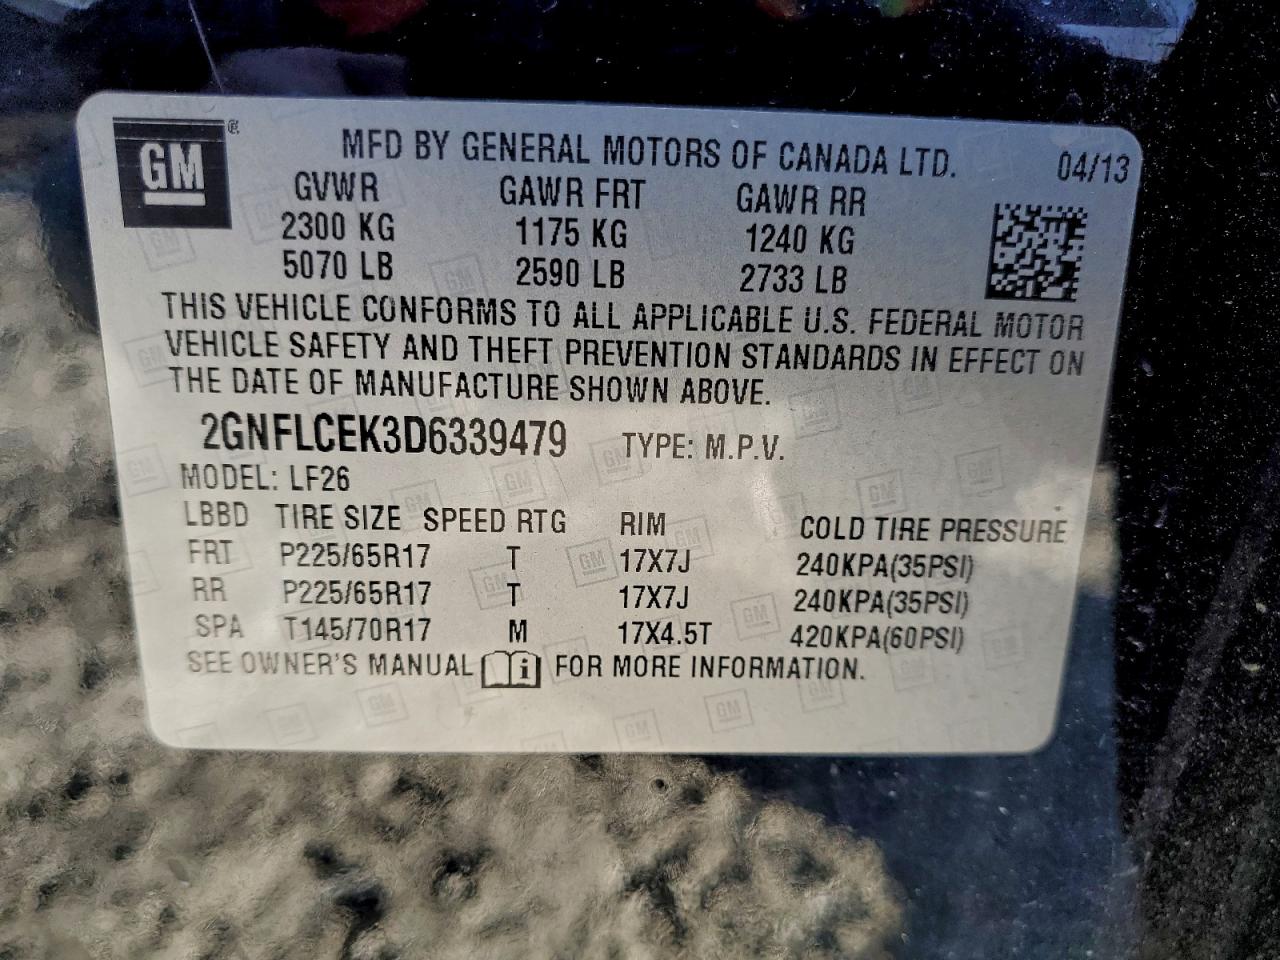 GM
MFD BY GENERAL MOTORS OF CANADA LTD. 04/13
GVWR GAWR FRT GAWR RR
2300 KG 1175 KG 1240 KG
5070 LB 2590 LB 2733 LB
THIS VEHICLE CONFORMS TO ALL APPLICABLE U.S. FEDERAL MOTOR
VEHICLE SAFETY AND THEFT PREVENTION STANDARDS IN EFFECT ON
THE DATE OF MANUFACTURE SHOWN ABOVE.
2GNFLCEK3D6339479 TYPE: M.P.V.
MODEL: LF26
LBBD TIRE SIZE SPEED RTG RIM COLD TIRE PRESSURE
FRT P225/65R17 T 17X7J 240KPA(35PSI)
RR P225/65R17 T 17X7J 240KPA(35PSI)
SPA T145/70R17 M 17X4.5T 420KPA(60PSI)
SEE OWNER'S MANUAL i FOR MORE INFORMATION.